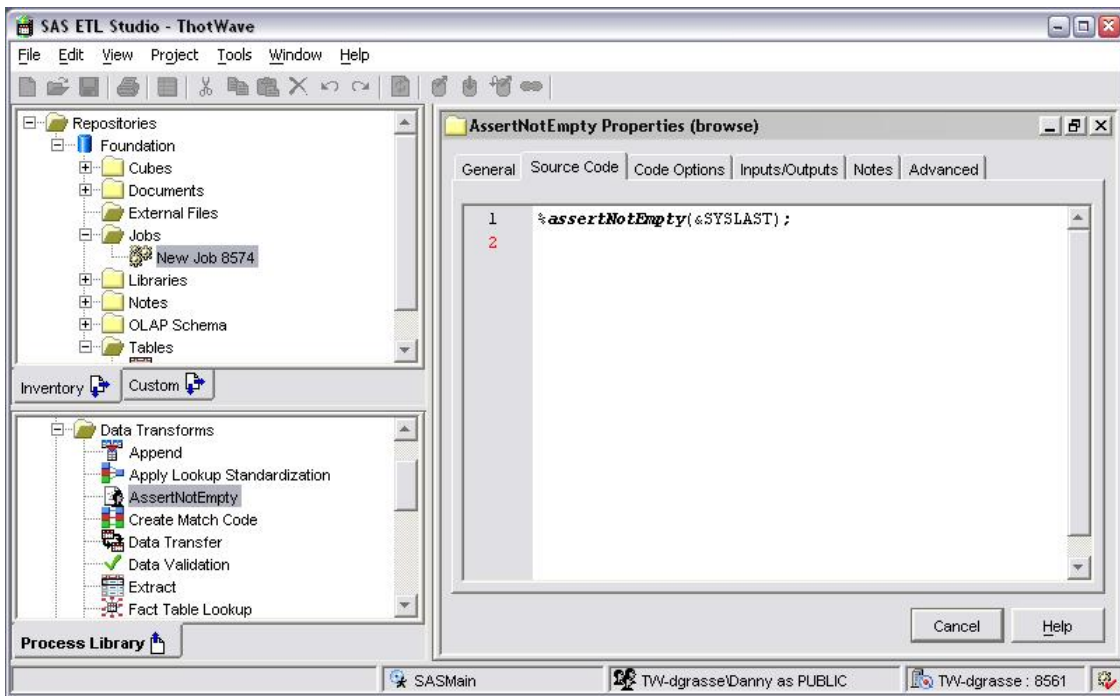 SAS ETL Studio - ThotWave
File Edit View Project Tools Window Help
Repositories
Foundation
Cubes
Documents
External Files
Jobs
New Job 8574
Libraries
Notes
OLAP Schema
Tables
Inventory Custom
Data Transforms
Append
Apply Lookup Standardization
AssertNotEmpty
Create Match Code
Data Transfer
Data Validation
Extract
Fact Table Lookup
Process Library
AssertNotEmpty Properties (browse)
General Source Code Code Options Inputs/Outputs Notes Advanced
1 %assertNotEmpty(&SYSLAST);
2
Cancel Help
SASMain TW-dgrasse\Danny as PUBLIC TW-dgrasse : 8561